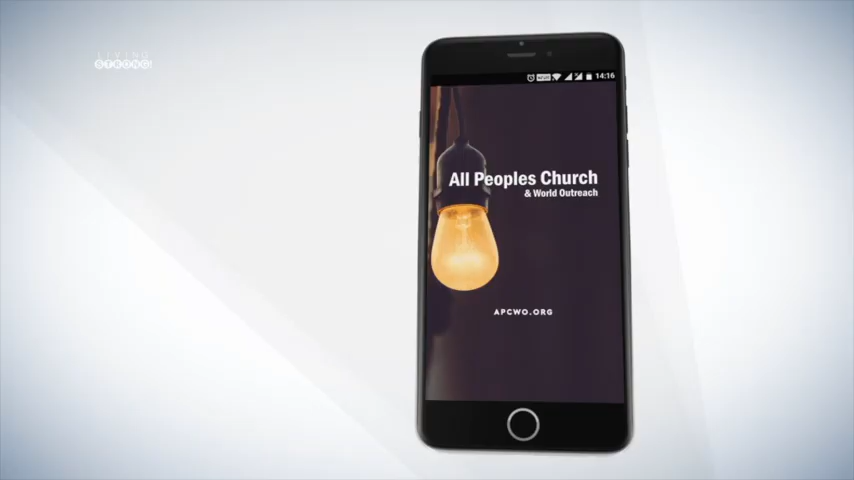 LIVING
STRONG
14:16
All Peoples Church
& World Outreach
APCWO.ORG